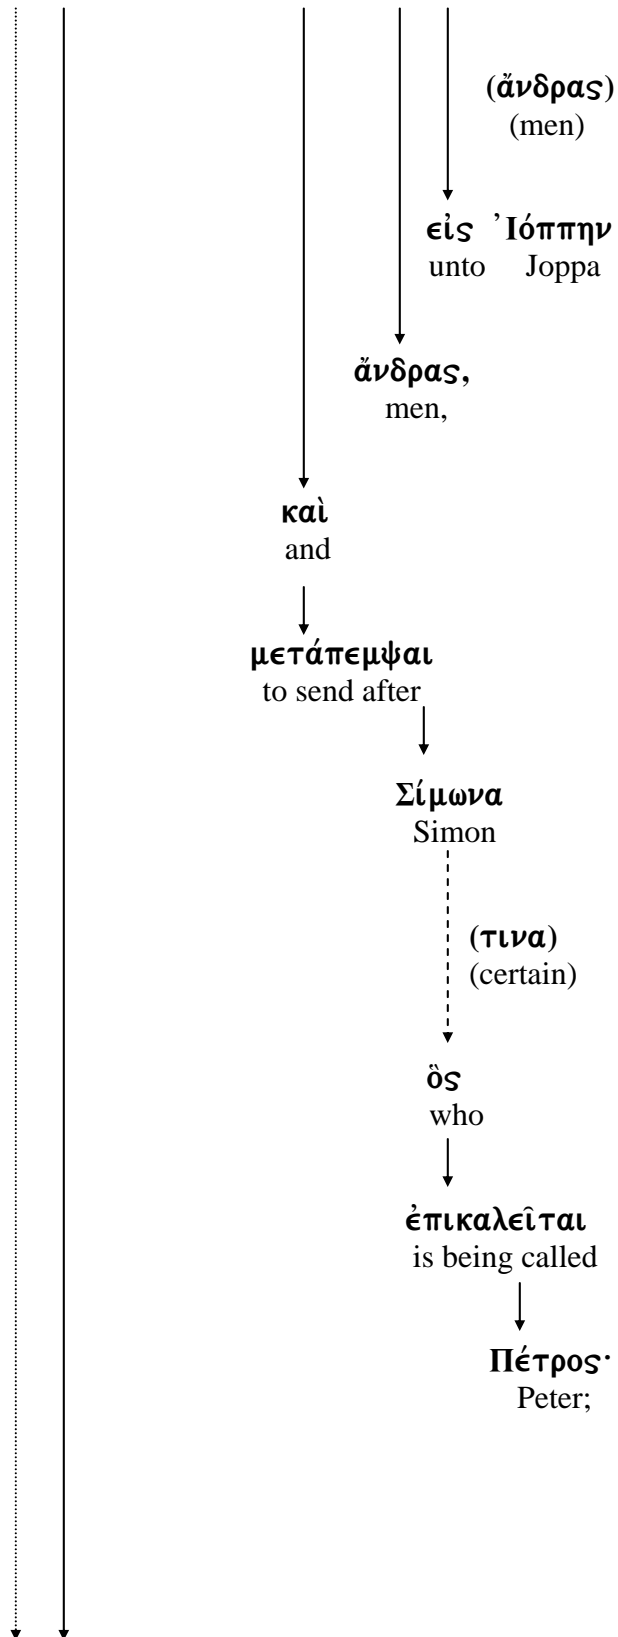 (ἄνδρας)
(men)
εἰς Ἰόππην
unto Joppa
ἄνδρας,
men,
καὶ
and
μετάπεμψαι
to send after
Σίμωνα
Simon
(τινα)
(certain)
ὃς
who
ἐπικαλεῖται
is being called
Πέτρος·
Peter;